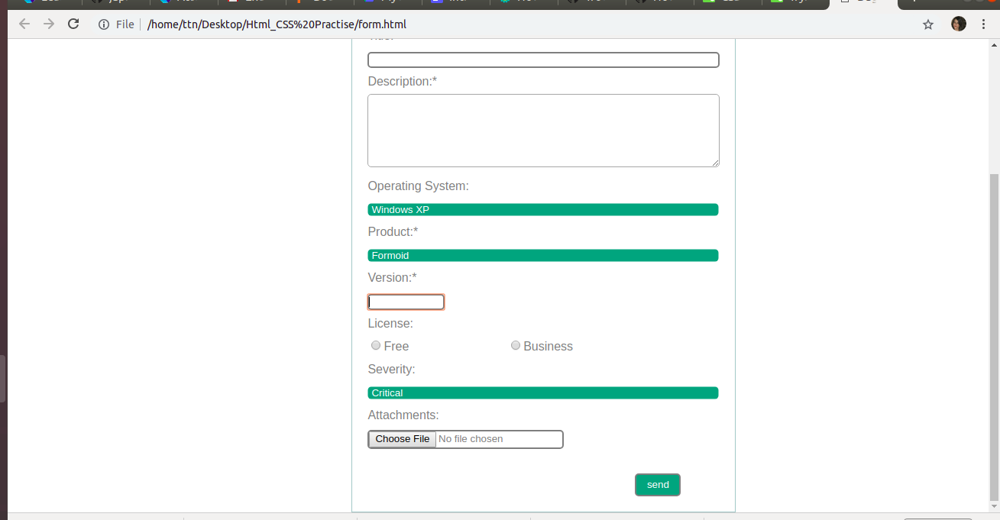 File /home/ttn/Desktop/Html_CSS%20Practise/form.html
Description:*
Operating System:
Windows XP
Product:*
Formoid
Version:*
License:
Free Business
Severity:
Critical
Attachments:
Choose File No file chosen
send